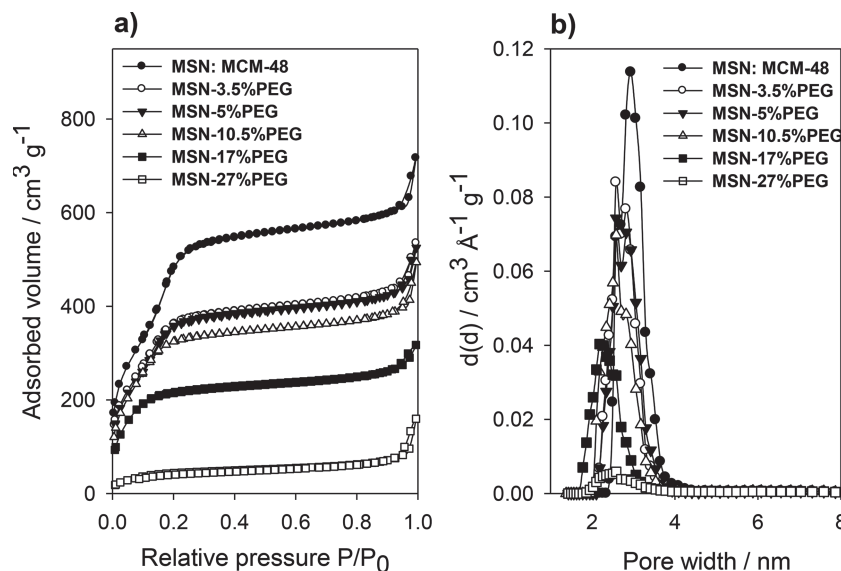 a)
Adsorbed volume / cm³ g⁻¹
800
600
400
200
0
MSN: MCM-48
MSN-3.5%PEG
MSN-5%PEG
MSN-10.5%PEG
MSN-17%PEG
MSN-27%PEG
0.0 0.2 0.4 0.6 0.8 1.0
Relative pressure P/P₀
b)
d(d) / cm³ Å⁻¹ g⁻¹
0.12
0.10
0.08
0.06
0.04
0.02
0.00
MSN: MCM-48
MSN-3.5%PEG
MSN-5%PEG
MSN-10.5%PEG
MSN-17%PEG
MSN-27%PEG
2 4 6 8
Pore width / nm